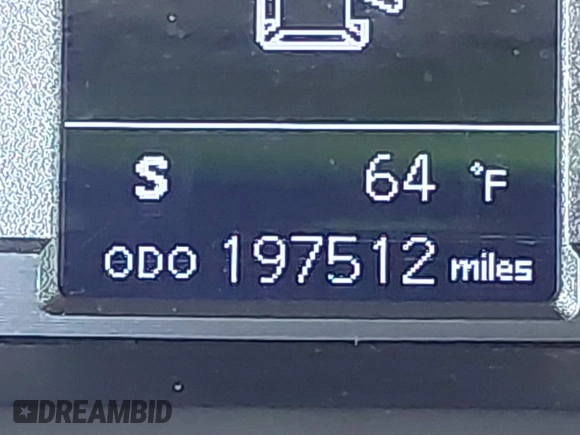 S 64 °F
ODO 197512 miles
DREAMBID